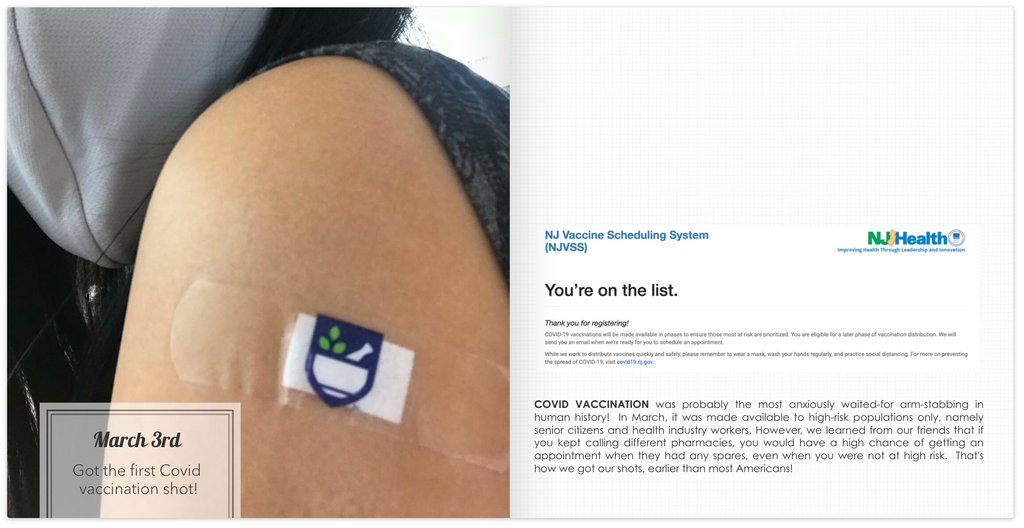 March 3rd
Got the first Covid
vaccination shot!
NJ Vaccine Scheduling System
(NJVSS)
NJHealth
Improving Health Through Leadership and Innovation
You're on the list.
Thank you for registering!
COVID-19 vaccinations will be made available in phases to ensure those most at risk are prioritized. You are eligible for a later phase of vaccination distribution. We will
send you an email when we're ready for you to schedule an appointment.
While we work to distribute vaccines quickly and safely, please remember to wear a mask, wash your hands regularly, and practice social distancing. For more on preventing
the spread of COVID-19, visit covid19.nj.gov.
COVID VACCINATION was probably the most anxiously waited-for arm-stabbing in
human history! In March, it was made available to high-risk populations only, namely
senior citizens and health industry workers. However, we learned from our friends that if
you kept calling different pharmacies, you would have a high chance of getting an
appointment when they had any spares, even when you were not at high risk. That's
how we got our shots, earlier than most Americans!